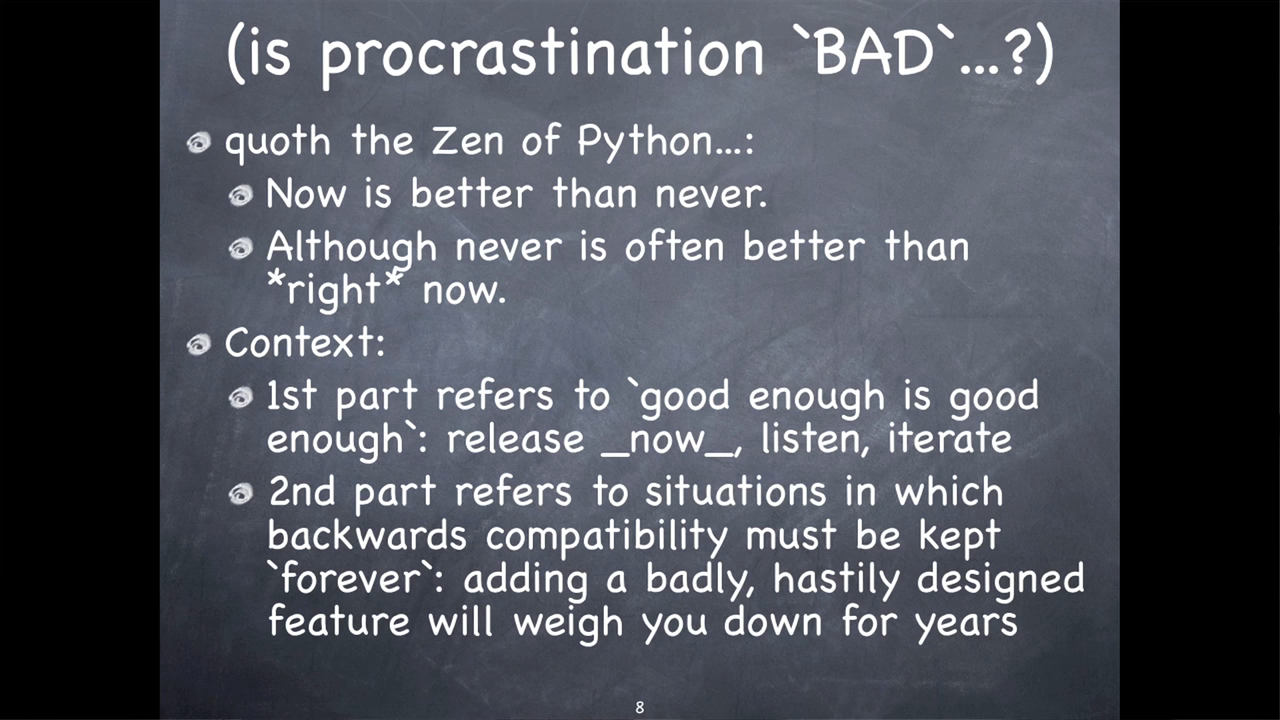 (is procrastination `BAD`...?)
quoth the Zen of Python...:
Now is better than never.
Although never is often better than
*right* now.
Context:
1st part refers to `good enough is good
enough`: release _now_, listen, iterate
2nd part refers to situations in which
backwards compatibility must be kept
`forever`: adding a badly, hastily designed
feature will weigh you down for years
8